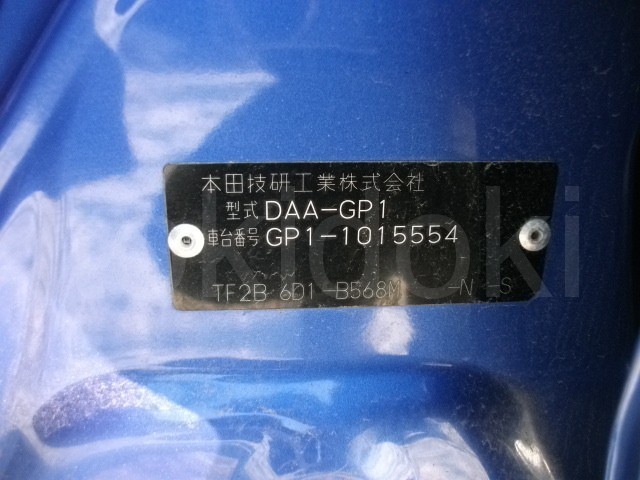 本田技研工業株式会社
型式 DAA-GP1
車台番号 GP1-1015554
TF2B 6D1 -B568M -N -S
okidoki